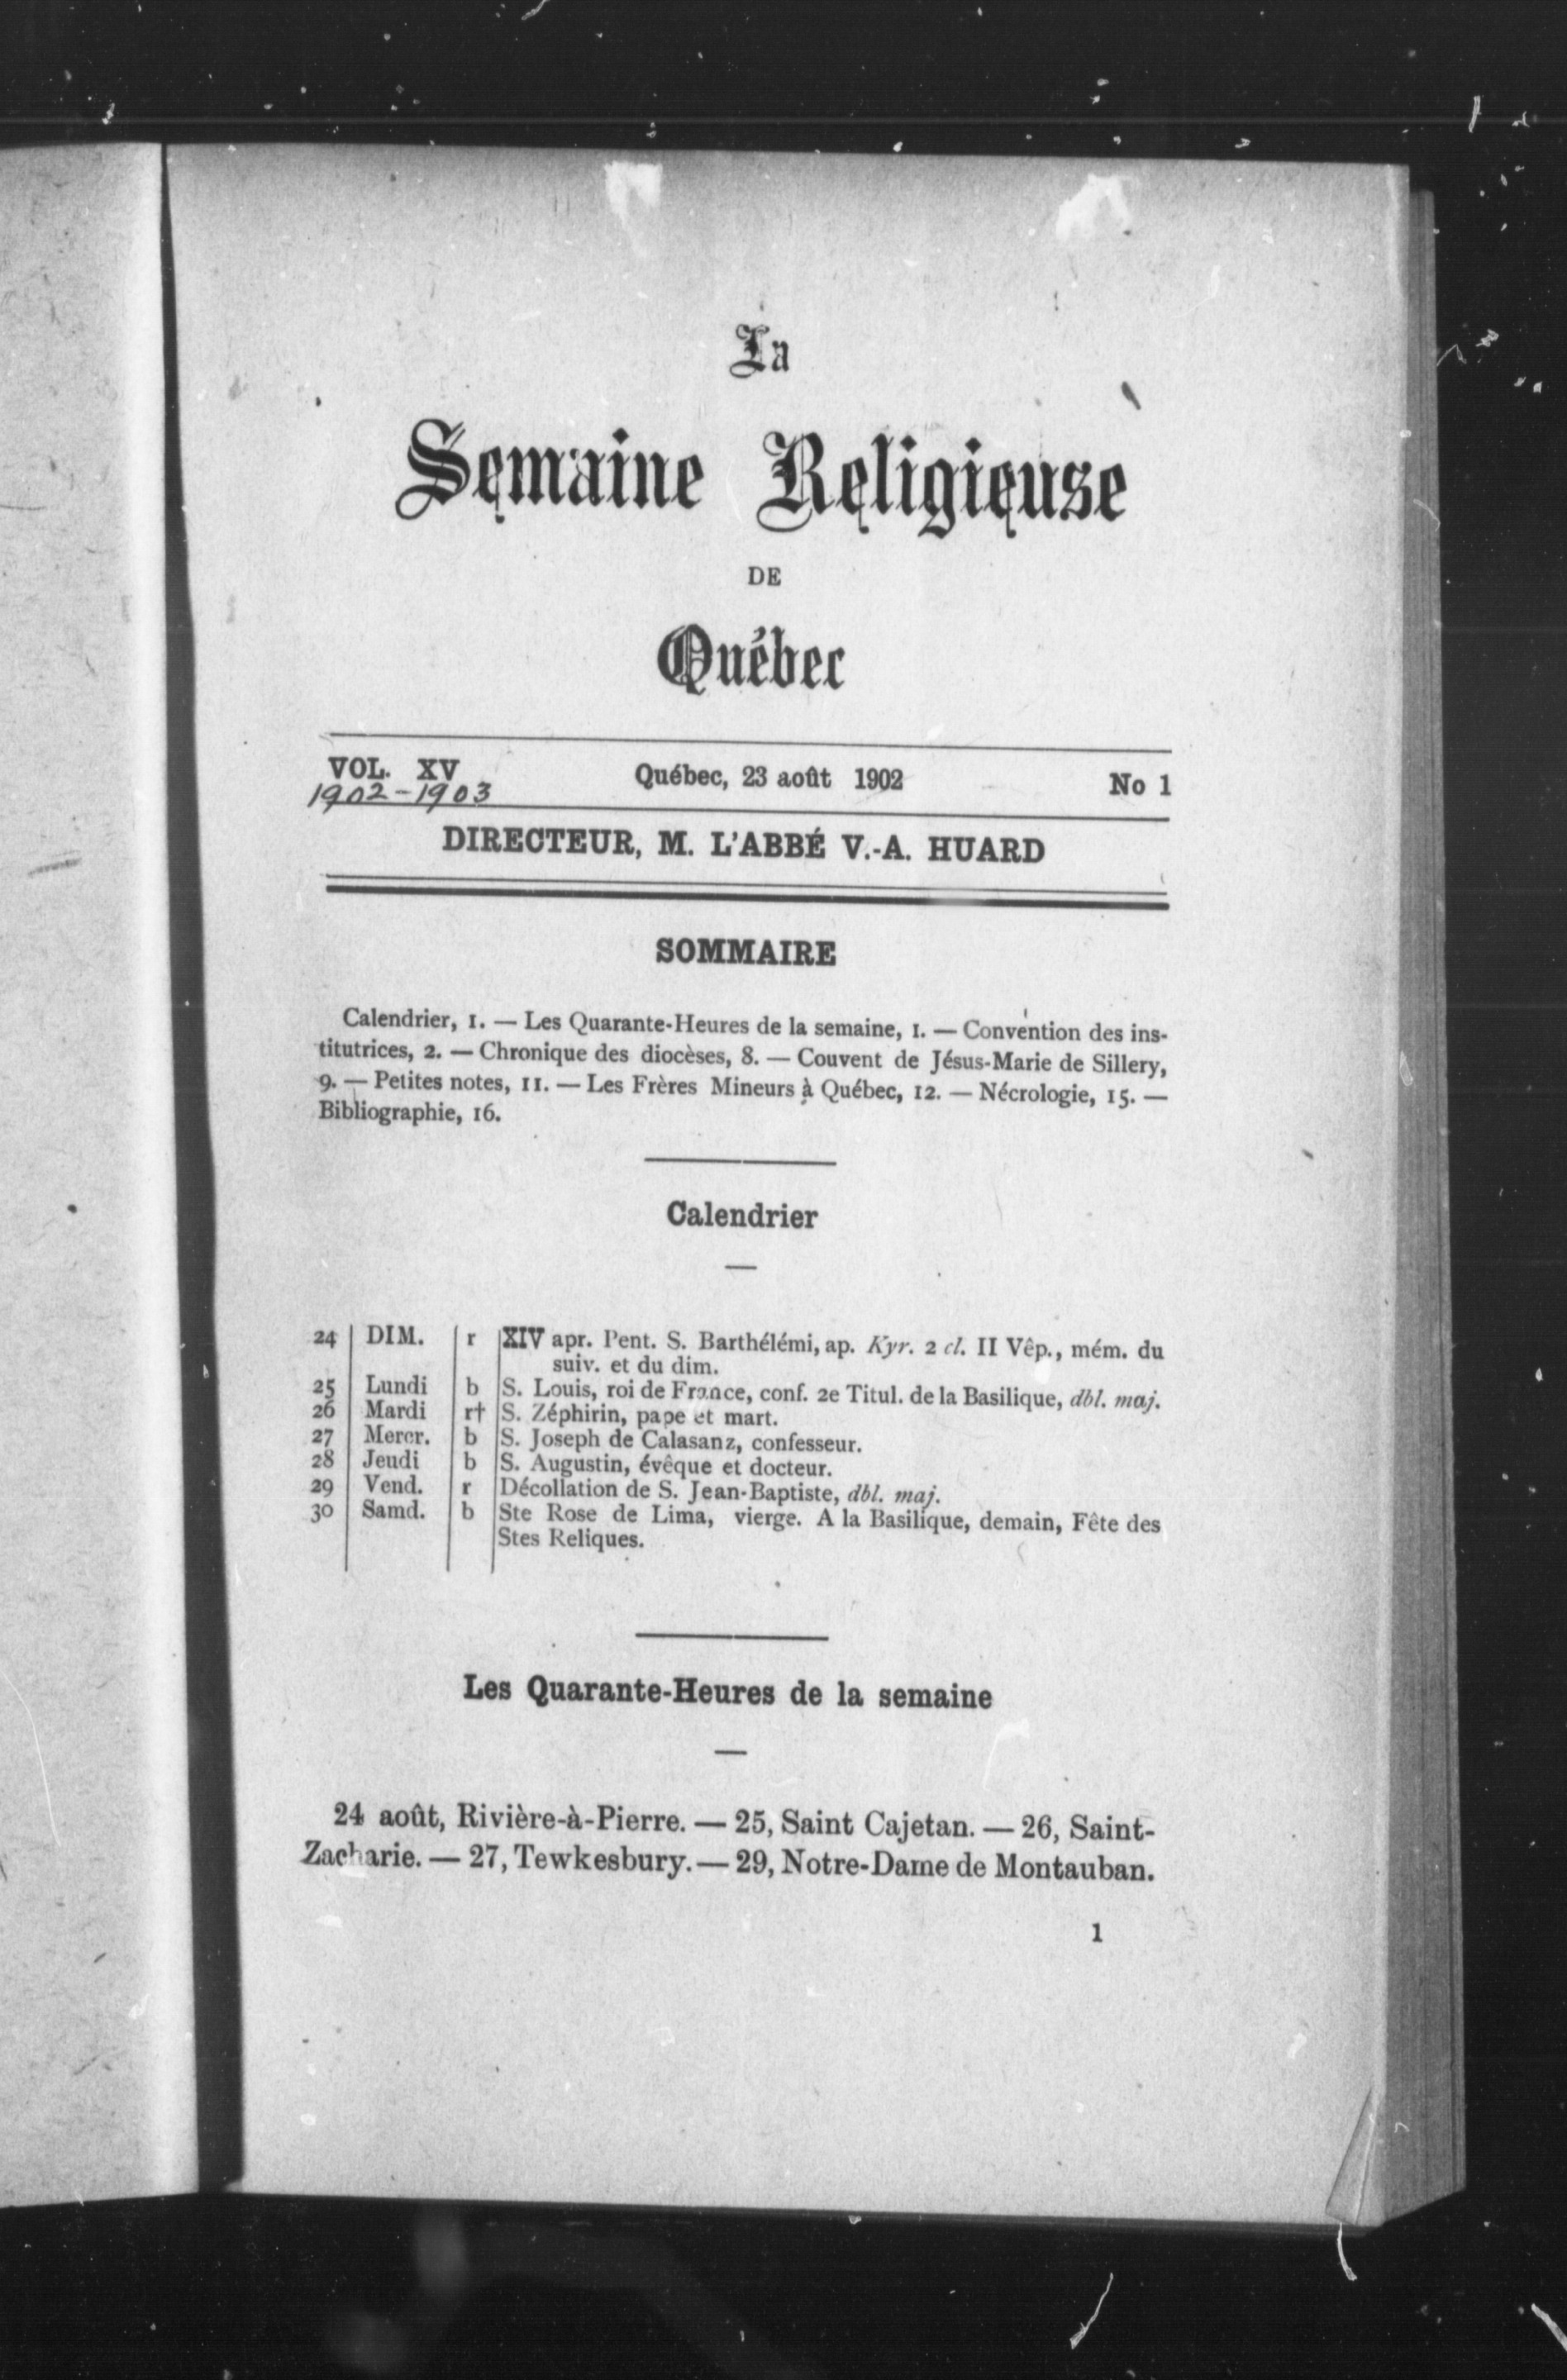 La
Semaine Religieuse
DE
Québec
VOL. XV Québec, 23 août 1902 No 1
1902-1903
DIRECTEUR, M. L'ABBÉ V.-A. HUARD
SOMMAIRE
Calendrier, 1. — Les Quarante-Heures de la semaine, 1. — Convention des ins-
titutrices, 2. — Chronique des diocèses, 8. — Couvent de Jésus-Marie de Sillery,
9. — Petites notes, 11. — Les Frères Mineurs à Québec, 12. — Nécrologie, 15. —
Bibliographie, 16.
Calendrier
24 DIM. r XIV apr. Pent. S. Barthélémi, ap. Kyr. 2 cl. II Vêp., mém. du
suiv. et du dim.
25 Lundi b S. Louis, roi de France, conf. 2e Titul. de la Basilique, dbl. maj.
26 Mardi r† S. Zéphirin, pape et mart.
27 Mercr. b S. Joseph de Calasanz, confesseur.
28 Jeudi b S. Augustin, évêque et docteur.
29 Vend. r Décollation de S. Jean-Baptiste, dbl. maj.
30 Samd. b Ste Rose de Lima, vierge. A la Basilique, demain, Fête des
Stes Reliques.
Les Quarante-Heures de la semaine
24 août, Rivière-à-Pierre. — 25, Saint Cajetan. — 26, Saint-
Zacharie. — 27, Tewkesbury. — 29, Notre-Dame de Montauban.
1